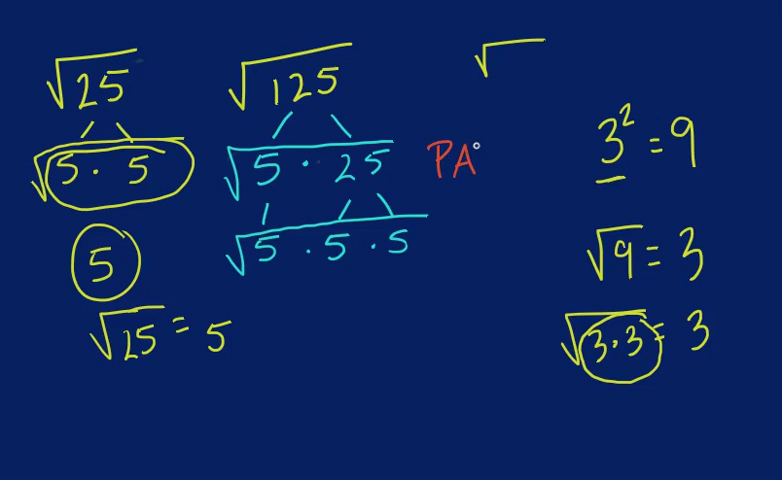 √25
√5 · 5
5
√25 = 5
√125
√5 · 25
√5 · 5 · 5
PA
√
3² = 9
√9 = 3
√3 · 3 = 3